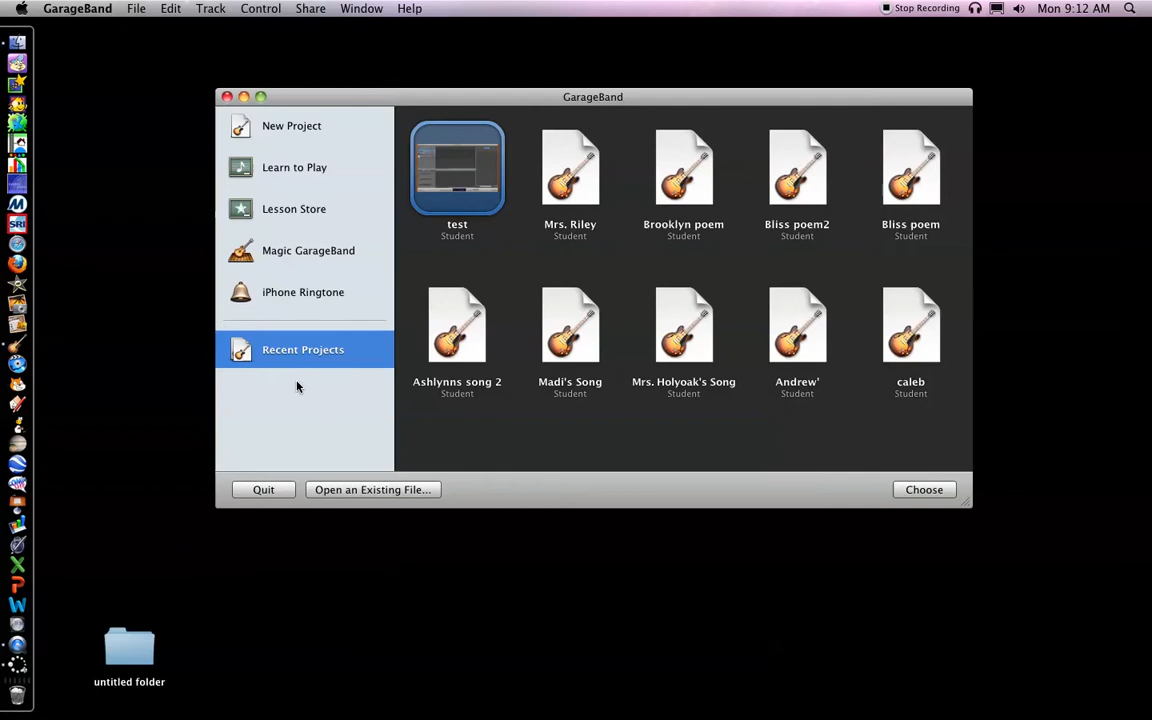 GarageBand File Edit Track Control Share Window Help Stop Recording Mon 9:12 AM
GarageBand
New Project
Learn to Play
Lesson Store
Magic GarageBand
iPhone Ringtone
Recent Projects
test Mrs. Riley Brooklyn poem Bliss poem2 Bliss poem
Student Student Student Student Student
Ashlynns song 2 Madi's Song Mrs. Holyoak's Song Andrew' caleb
Student Student Student Student Student
Quit Open an Existing File... Choose
SRI
untitled folder